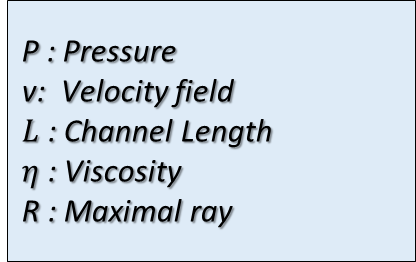 P : Pressure
v: Velocity field
L : Channel Length
η : Viscosity
R : Maximal ray